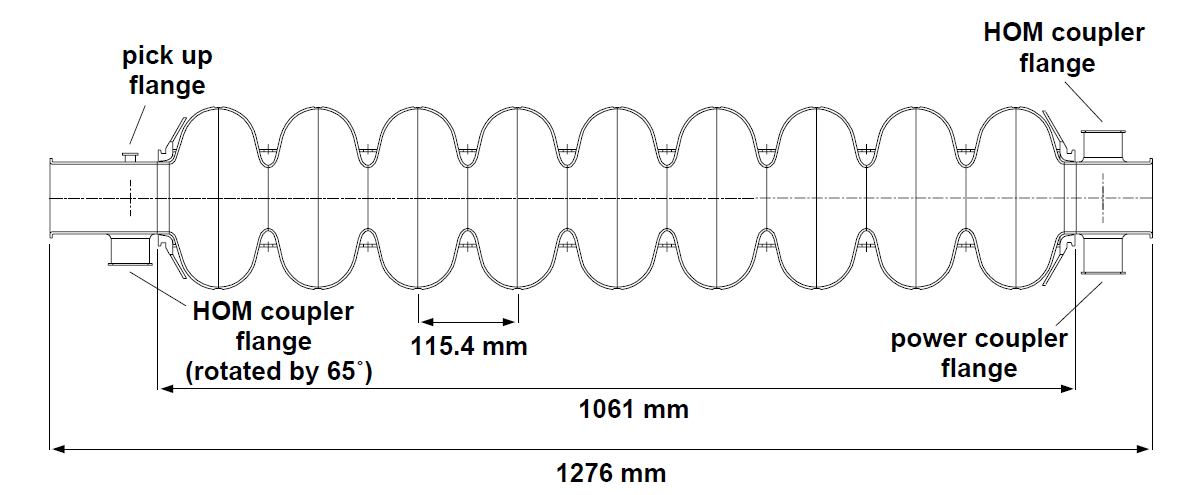 HOM coupler
flange
pick up
flange
HOM coupler
flange
(rotated by 65˚)
115.4 mm
power coupler
flange
1061 mm
1276 mm